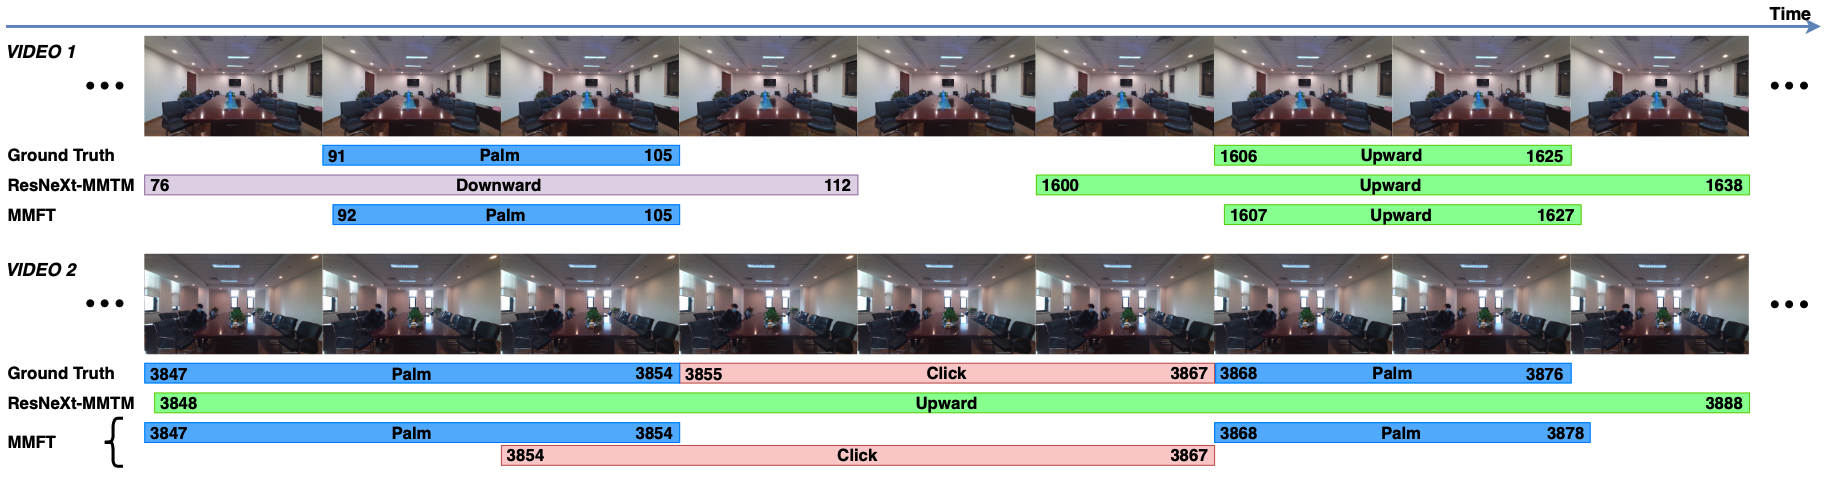 Time
VIDEO 1
Ground Truth 91 Palm 105 1606 Upward 1625
ResNeXt-MMTM 76 Downward 112 1600 Upward 1638
MMFT 92 Palm 105 1607 Upward 1627
VIDEO 2
Ground Truth 3847 Palm 3854 3855 Click 3867 3868 Palm 3876
ResNeXt-MMTM 3848 Upward 3888
MMFT 3847 Palm 3854 3868 Palm 3878
3854 Click 3867